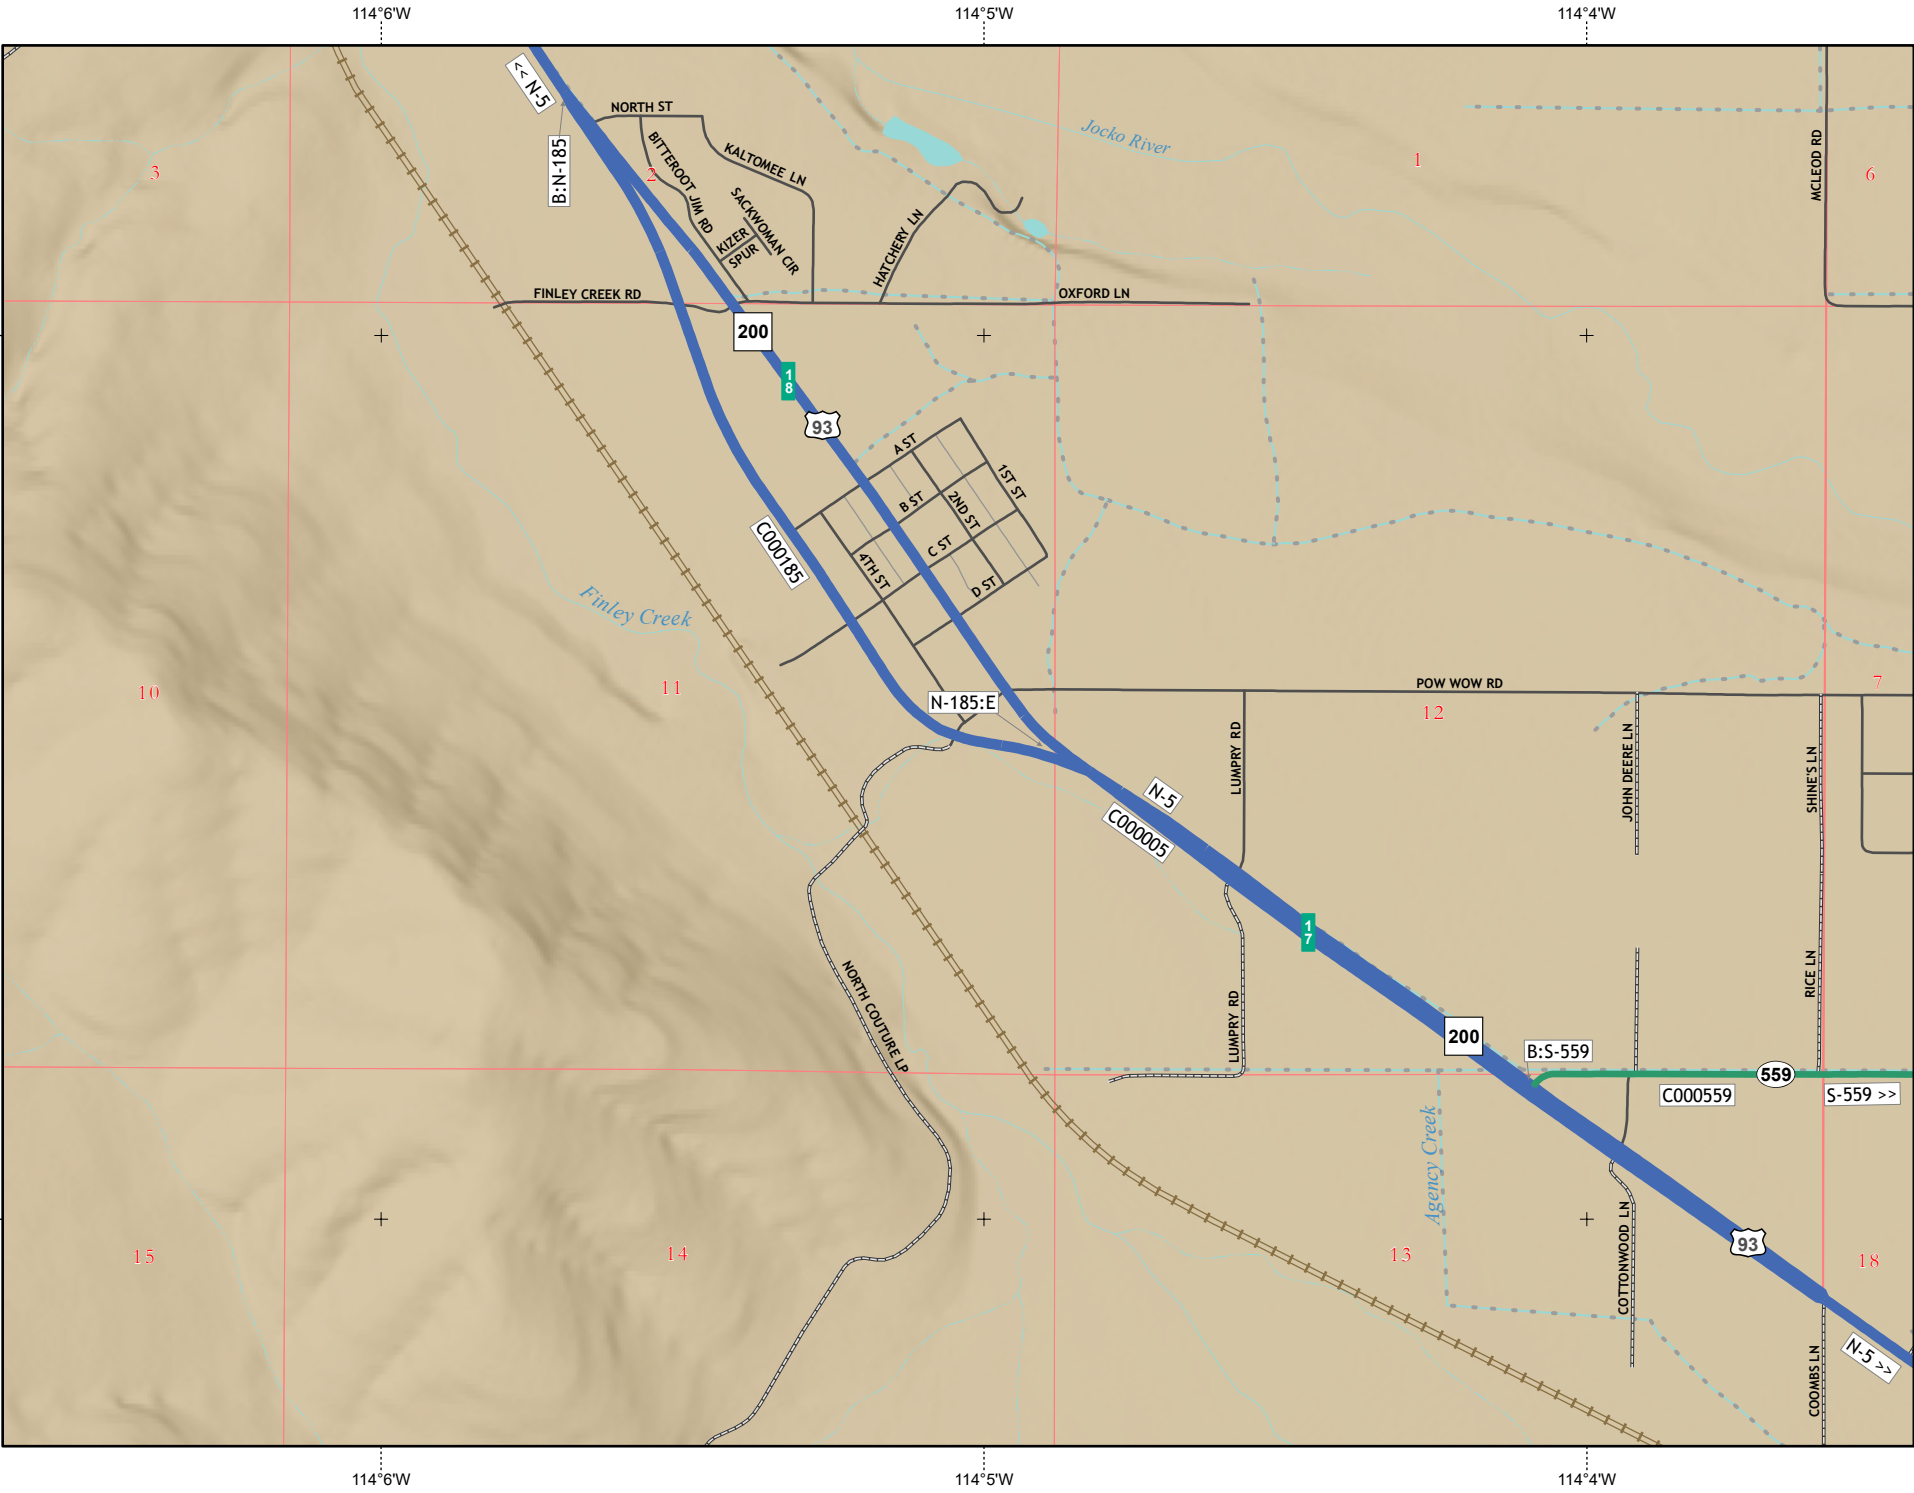 114°6'W
114°5'W
114°4'W
<< N-5
B:N-185
NORTH ST
BITTEROOT JIM RD
KALTOMEE LN
SACKWOMAN CIR
KIZER
SPUR
HATCHERY LN
Jocko River
MCLEOD RD
3
2
1
6
FINLEY CREEK RD
OXFORD LN
200
1
8
93
A ST
1ST ST
B ST
2ND ST
C ST
4TH ST
D ST
C000185
Finley Creek
10
11
12
7
N-185:E
POW WOW RD
LUMPRY RD
JOHN DEERE LN
SHINE'S LN
N-5
C000005
1
7
NORTH COUTURE LP
LUMPRY RD
RICE LN
200
B:S-559
559
C000559
S-559 >>
Agency Creek
COTTONWOOD LN
93
15
14
13
18
COOMBS LN
N-5 >>
114°6'W
114°5'W
114°4'W